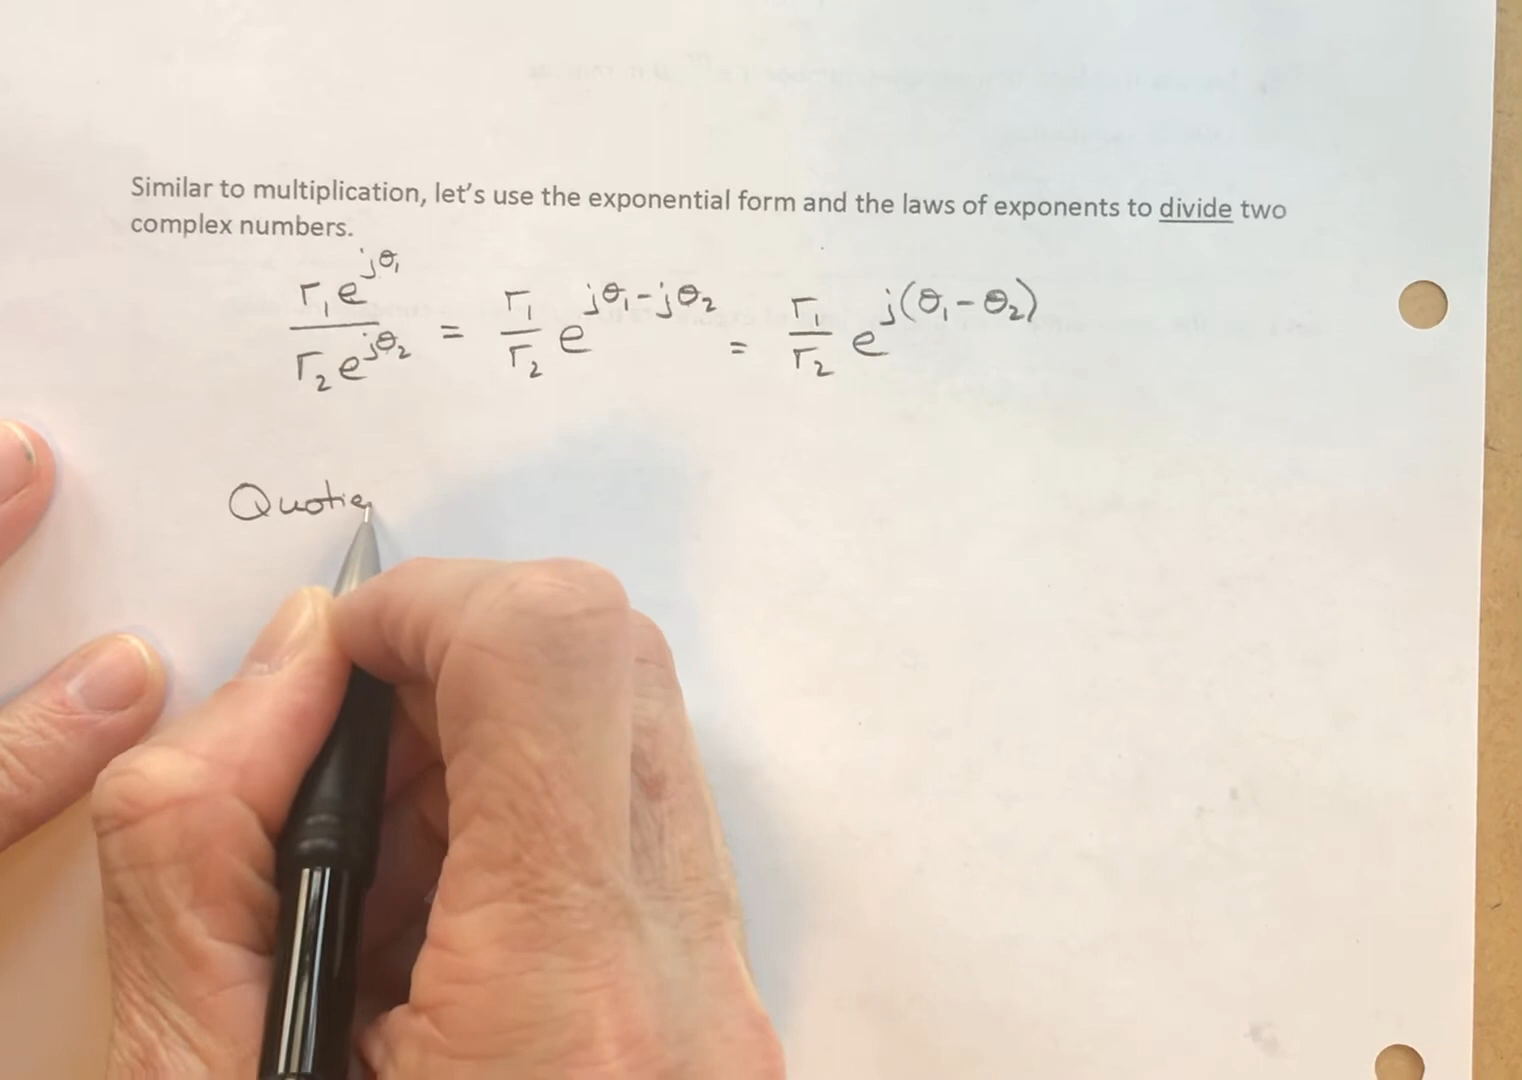 Similar to multiplication, let's use the exponential form and the laws of exponents to divide two
complex numbers.
r₁e^{jθ₁} / r₂e^{jθ₂} = r₁/r₂ e^{jθ₁-jθ₂} = r₁/r₂ e^{j(θ₁-θ₂)}
Quotie